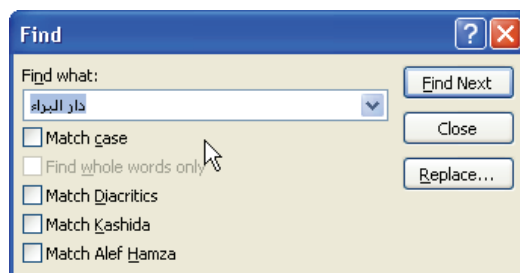 Find
Find what:
Find Next
دار البراء
Match case
Close
Find whole words only
Replace...
Match Diacritics
Match Kashida
Match Alef Hamza